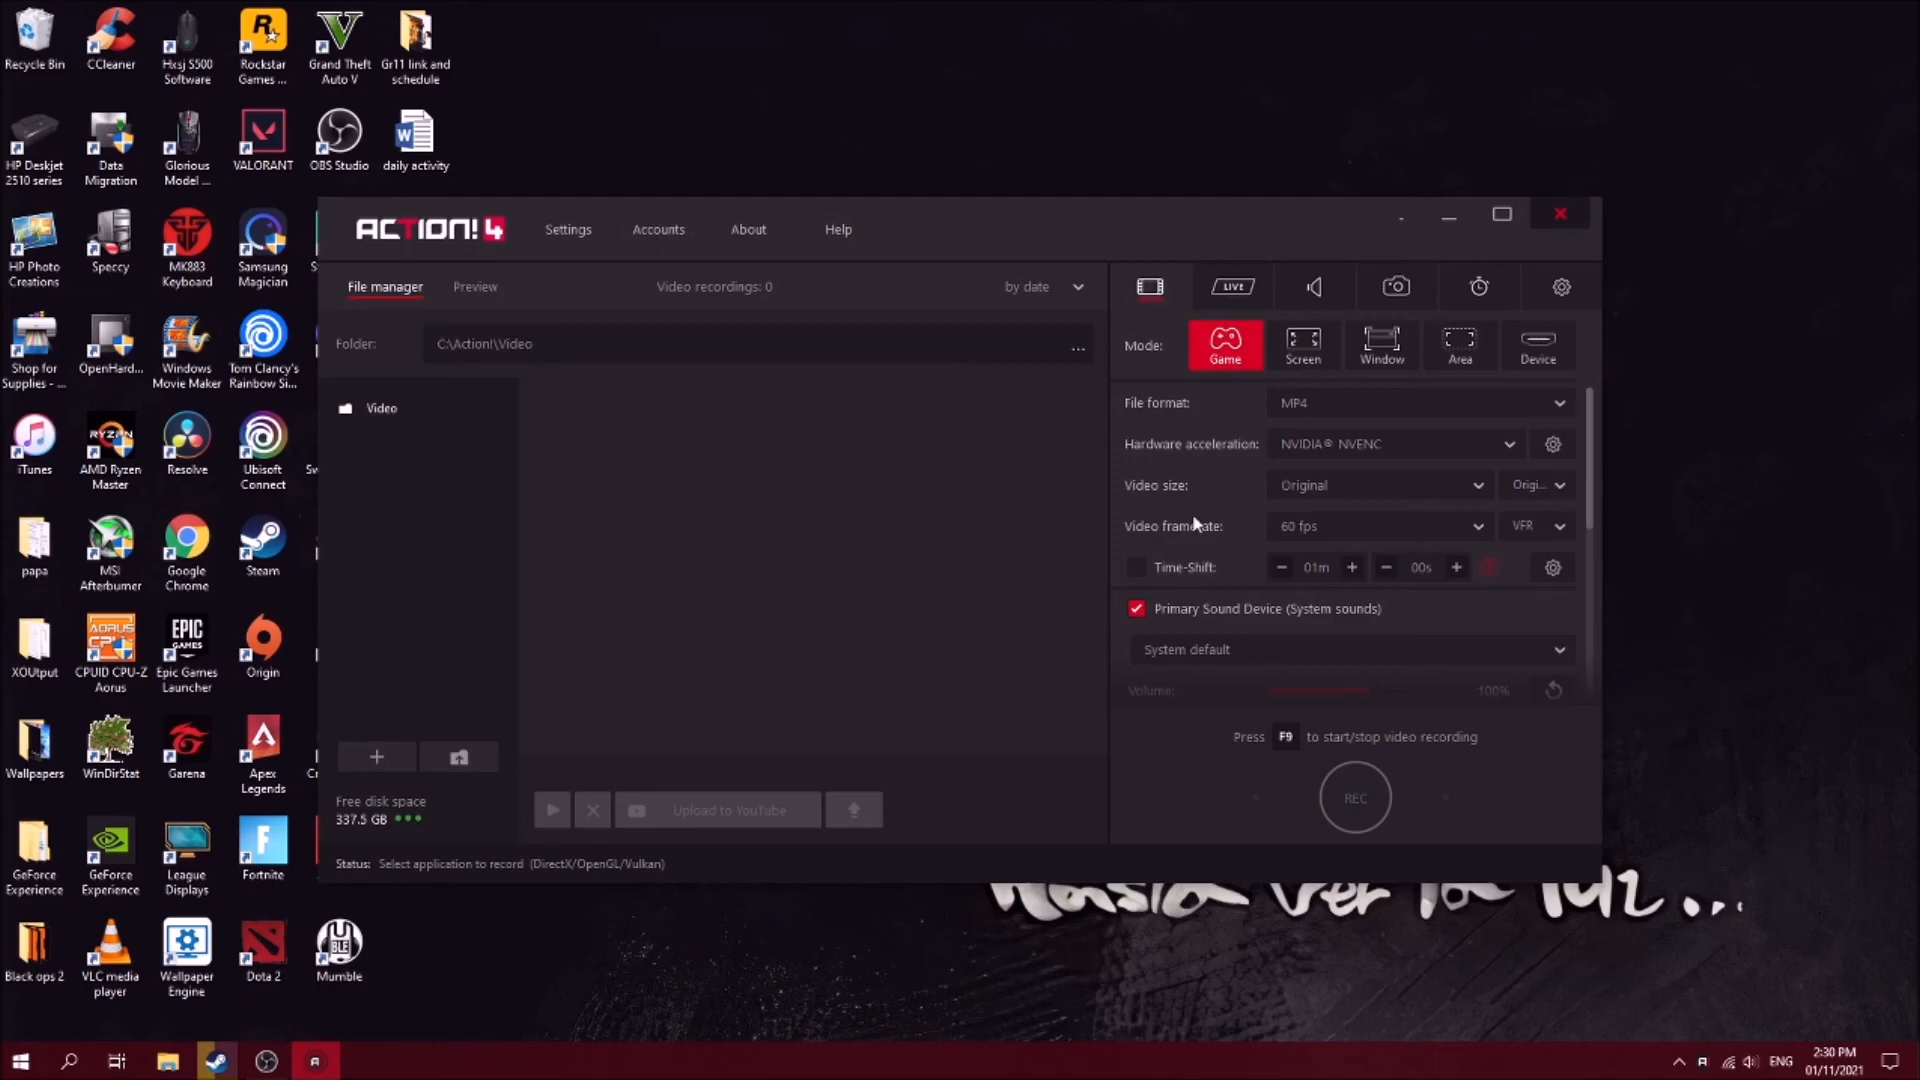 Recycle Bin
CCleaner
Hxsj S500
Software
Rockstar
Games ...
Grand Theft
Auto V
Gr11 link and
schedule
HP Deskjet
2510 series
Data
Migration
Glorious
Model ...
VALORANT
OBS Studio
daily activity
HP Photo
Creations
Speccy
MK883
Keyboard
Samsung
Magician
Shop for
Supplies - ...
OpenHard...
Windows
Movie Maker
Tom Clancy's
Rainbow Si...
iTunes
AMD Ryzen
Master
Resolve
Ubisoft
Connect
papa
MSI
Afterburner
Google
Chrome
Steam
XOUtput
CPUID CPU-Z
Aorus
Epic Games
Launcher
Origin
Wallpapers
WinDirStat
Garena
Apex
Legends
GeForce
Experience
GeForce
Experience
League
Displays
Fortnite
Black ops 2
VLC media
player
Wallpaper
Engine
Dota 2
Mumble
ACTION! 4
Settings
Accounts
About
Help
File manager
Preview
Video recordings: 0
by date
LIVE
Folder:
C:\Action!\Video
...
Mode:
Game
Screen
Window
Area
Device
Video
File format:
MP4
Hardware acceleration:
NVIDIA® NVENC
Video size:
Original
Origi...
Video framerate:
60 fps
VFR
Time-Shift:
− 01m +
− 00s +
Primary Sound Device (System sounds)
System default
Volume:
100%
Press F9 to start/stop video recording
REC
Free disk space
337.5 GB
Upload to YouTube
Status: Select application to record (DirectX/OpenGL/Vulkan)
Hasta ver la luz...
ENG
2:30 PM
01/11/2021